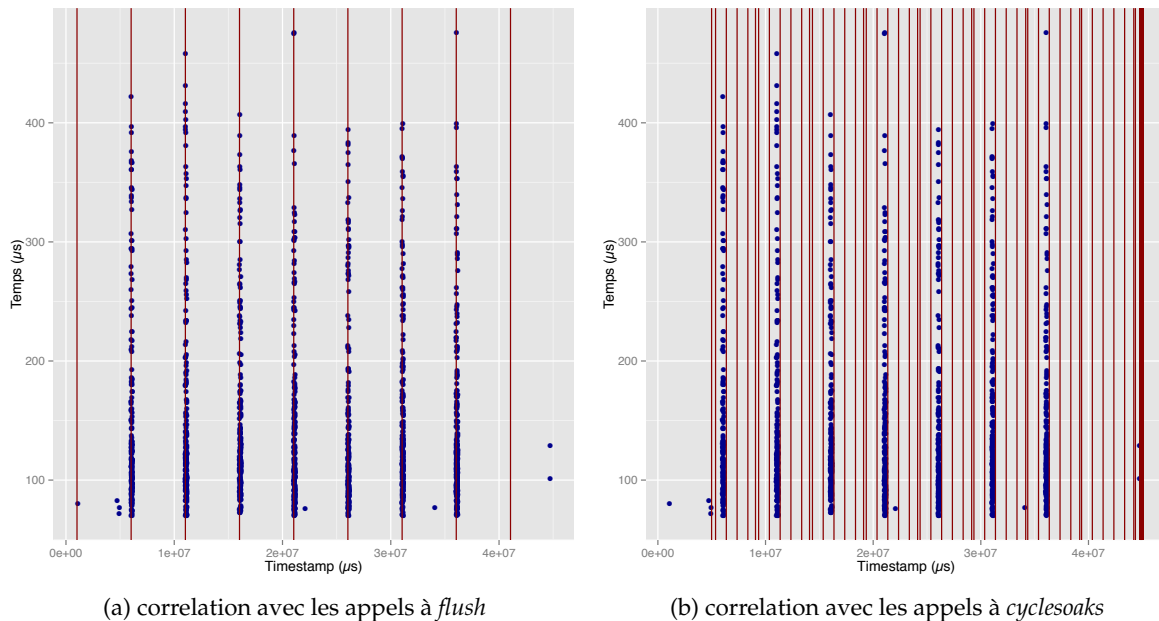 400
300
200
100
Temps (µs)
0e+00
1e+07
2e+07
3e+07
4e+07
Timestamp (µs)
(a) correlation avec les appels à flush
400
300
200
100
Temps (µs)
0e+00
1e+07
2e+07
3e+07
4e+07
Timestamp (µs)
(b) correlation avec les appels à cyclesoaks